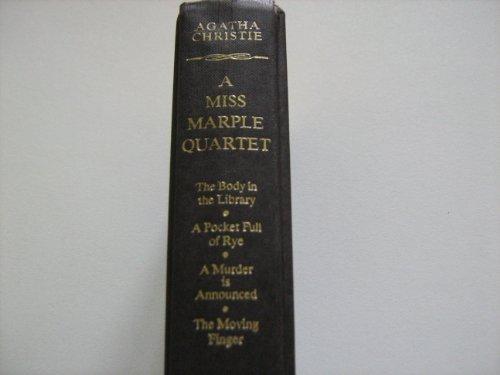 AGATHA
CHRISTIE
A
MISS
MARPLE
QUARTET
The Body in
the Library
•
A Pocket Full
of Rye
•
A Murder
is
Announced
•
The Moving
Finger